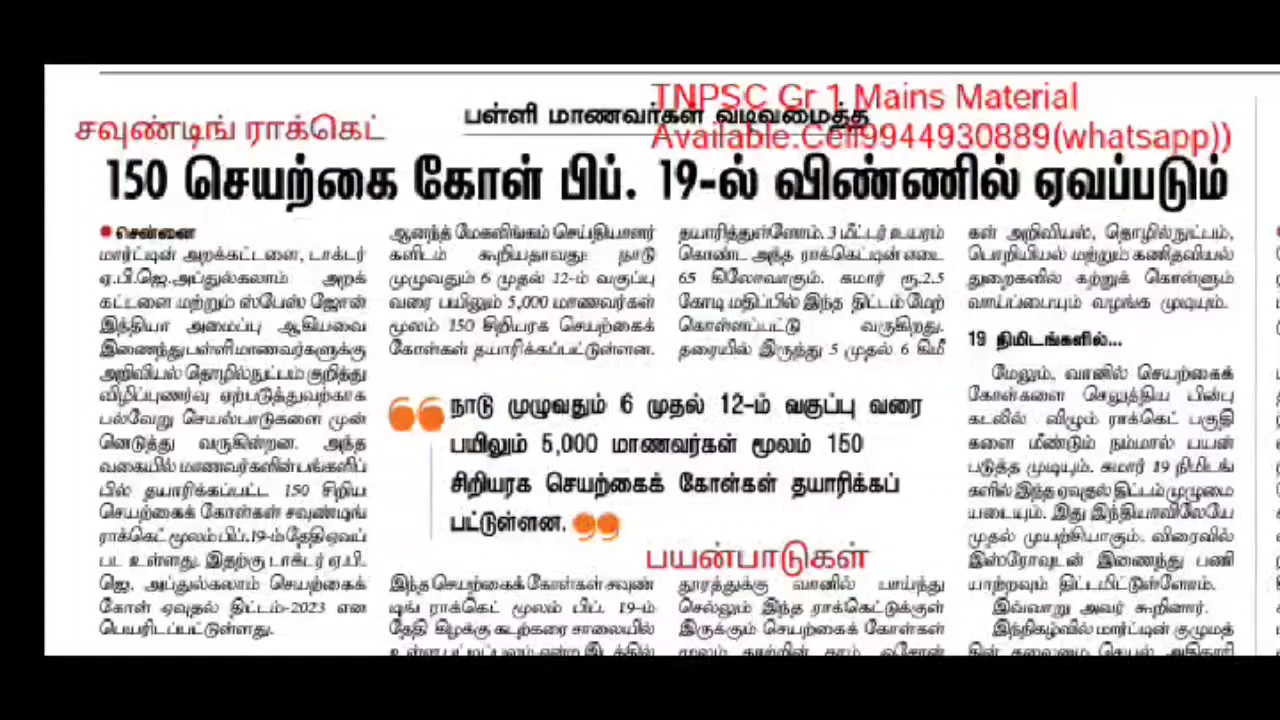 TNPSC Gr 1 Mains Material
பள்ளி மாணவர்கள் வடிவமைத்த
சவுண்டிங் ராக்கெட்
Available.Cell9944930889(whatsapp))
150 செயற்கை கோள் பிப். 19-ல் விண்ணில் ஏவப்படும்
சென்னை
மார்ட்டின் அறக்கட்டளை, டாக்டர்
ஏ.பி.ஜெ.அப்துல்கலாம் அறக்
கட்டளை மற்றும் ஸ்பேஸ் ஜோன்
இந்தியா அமைப்பு ஆகியவை
இணைந்து பள்ளி மாணவர்களுக்கு
அறிவியல் தொழில்நுட்பம் குறித்து
விழிப்புணர்வு ஏற்படுத்துவற்காக
பல்வேறு செயல்பாடுகளை முன்
னெடுத்து வருகின்றன. அந்த
வகையில் மாணவர்களின் பங்களிப்
பில் தயாரிக்கப்பட்ட 150 சிறிய
செயற்கைக் கோள்கள் சவுண்டிங்
ராக்கெட் மூலம் பிப்.19-ம் தேதி ஏவப்
பட உள்ளது. இதற்கு டாக்டர் ஏ.பி.
ஜெ. அப்துல்கலாம் செயற்கைக்
கோள் ஏவுதல் திட்டம்-2023 என
பெயரிடப்பட்டுள்ளது.
ஆனந்த் மேகலிங்கம் செய்தியாளர்
களிடம் கூறியதாவது: நாடு
முழுவதும் 6 முதல் 12-ம் வகுப்பு
வரை பயிலும் 5,000 மாணவர்கள்
மூலம் 150 சிறியரக செயற்கைக்
கோள்கள் தயாரிக்கப்பட்டுள்ளன.
நாடு முழுவதும் 6 முதல் 12-ம் வகுப்பு வரை
பயிலும் 5,000 மாணவர்கள் மூலம் 150
சிறியரக செயற்கைக் கோள்கள் தயாரிக்கப்
பட்டுள்ளன.
பயன்பாடுகள்
இந்த செயற்கைக் கோள்கள் சவுண்
டிங் ராக்கெட் மூலம் பிப். 19-ம்
தேதி கிழக்கு கடற்கரை சாலையில்
தயாரித்துள்ளோம். 3 மீட்டர் உயரம்
கொண்ட அந்த ராக்கெட்டின் எடை
65 கிலோவாகும். சுமார் ரூ.2.5
கோடி மதிப்பில் இந்த திட்டம் மேற்
கொள்ளப்பட்டு வருகிறது.
தரையில் இருந்து 5 முதல் 6 கிமீ
தூரத்துக்கு வானில் பாய்ந்து
செல்லும் இந்த ராக்கெட்டுக்குள்
இருக்கும் செயற்கைக் கோள்கள்
கள் அறிவியல், தொழில்நுட்பம்,
பொறியியல் மற்றும் கணிதவியல்
துறைகளில் கற்றுக் கொள்ளும்
வாய்ப்பையும் வழங்க முடியும்.
19 நிமிடங்களில்...
மேலும், வானில் செயற்கைக்
கோள்களை செலுத்திய பின்பு
கடலில் விழும் ராக்கெட் பகுதி
களை மீண்டும் நம்மால் பயன்
படுத்த முடியும். சுமார் 19 நிமிடங்
களில் இந்த ஏவுதல் திட்டம் முழுமை
யடையும். இது இந்தியாவிலேயே
முதல் முயற்சியாகும். விரைவில்
இஸ்ரோவுடன் இணைந்து பணி
யாற்றவும் திட்டமிட்டுள்ளோம்.
இவ்வாறு அவர் கூறினார்.
இந்நிகழ்வில் மார்ட்டின் குழுமத்